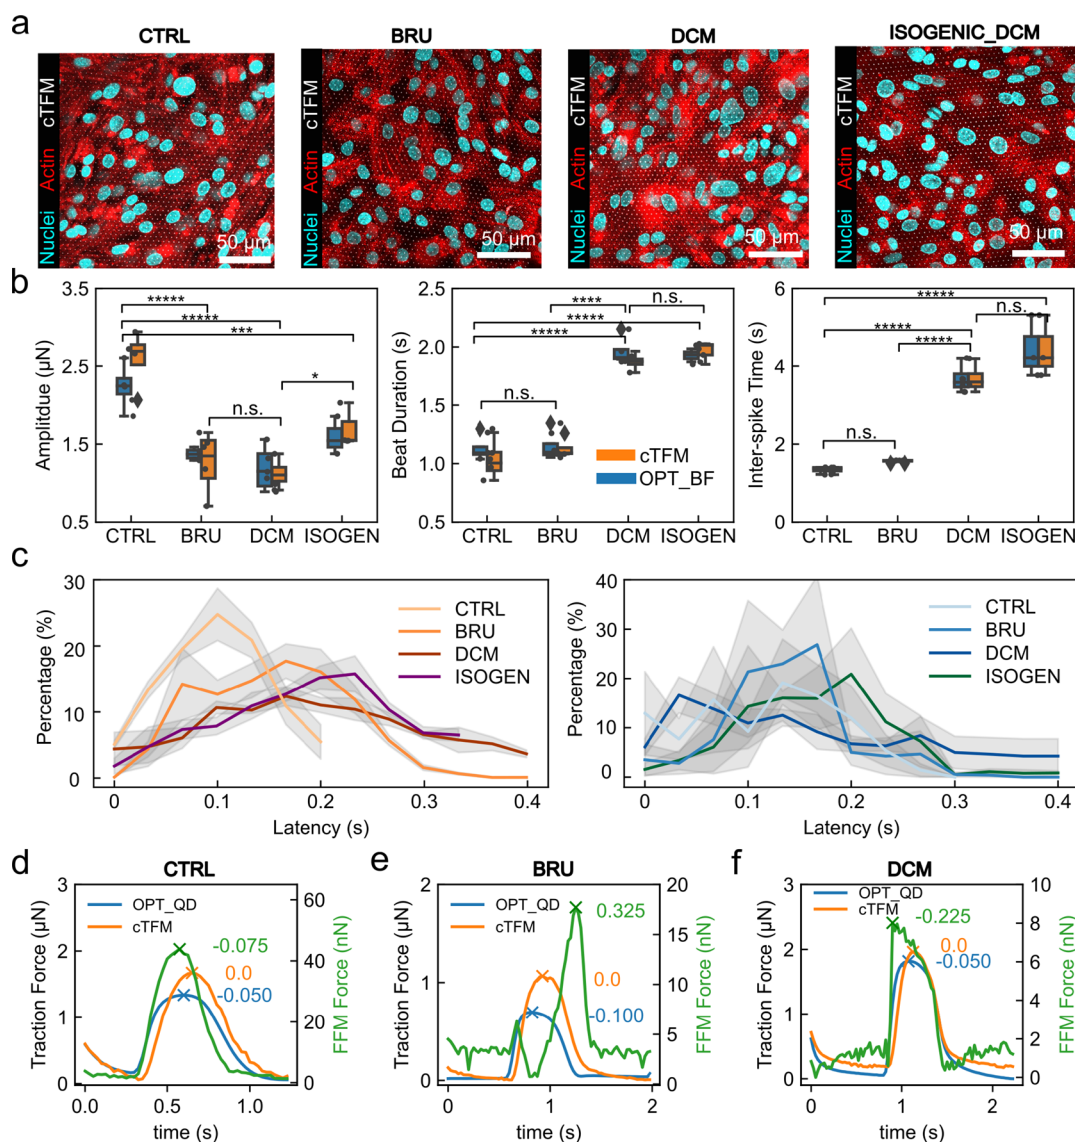 a
CTRL
BRU
DCM
ISOGENIC_DCM
Nuclei Actin cTFM
50 µm
Nuclei Actin cTFM
50 µm
Nuclei Actin cTFM
50 µm
Nuclei Actin cTFM
50 µm
b
Amplitdue (µN)
3.5
2.5
1.5
0.5
*****
*****
***
*
n.s.
CTRL BRU DCM ISOGEN
Beat Duration (s)
2.5
2.0
1.5
1.0
0.5
****
n.s.
*****
*****
n.s.
cTFM
OPT_BF
CTRL BRU DCM ISOGEN
Inter-spike Time (s)
6
4
2
0
*****
n.s.
*****
*****
n.s.
CTRL BRU DCM ISOGEN
c
Percentage (%)
30
20
10
0
CTRL
BRU
DCM
ISOGEN
0 0.1 0.2 0.3 0.4
Latency (s)
Percentage (%)
40
30
20
10
0
CTRL
BRU
DCM
ISOGEN
0 0.1 0.2 0.3 0.4
Latency (s)
d
CTRL
Traction Force (µN)
3
2
1
0
OPT_QD
cTFM
-0.075
0.0
-0.050
60
40
20
0
FFM Force (nN)
0.0 0.5 1.0
time (s)
e
BRU
Traction Force (µN)
2
1
0
OPT_QD
cTFM
0.325
0.0
-0.100
20
15
10
5
0
FFM Force (nN)
0 1 2
time (s)
f
DCM
Traction Force (µN)
3
2
1
0
OPT_QD
cTFM
-0.225
0.0
-0.050
10
8
6
4
2
0
FFM Force (nN)
0 1 2
time (s)